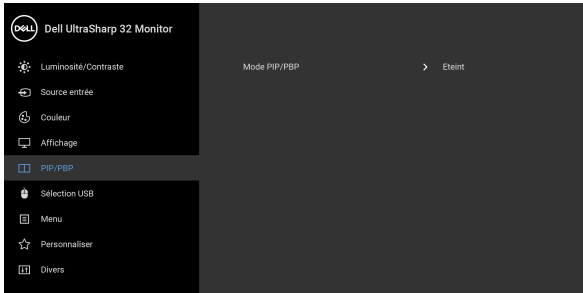 DELL
Dell UltraSharp 32 Monitor
Luminosité/Contraste
Mode PIP/PBP
Eteint
Source entrée
Couleur
Affichage
PIP/PBP
Sélection USB
Menu
Personnaliser
Divers